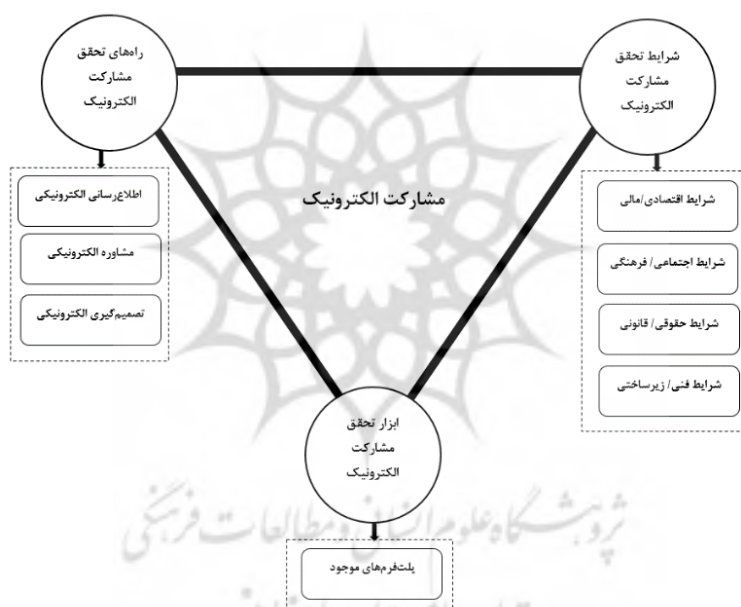 شرایط تحقق
مشارکت
الکترونیک
راه‌های تحقق
مشارکت
الکترونیک
شرایط اقتصادی/مالی
شرایط اجتماعی/ فرهنگی
شرایط حقوقی/ قانونی
شرایط فنی/ زیرساختی
مشارکت الکترونیک
اطلاع‌رسانی الکترونیکی
مشاوره الکترونیکی
تصمیم‌گیری الکترونیکی
ابزار تحقق
مشارکت
الکترونیک
پژوهشگاه علوم انسانی و مطالعات فرهنگی
پلت‌فرم‌های موجود